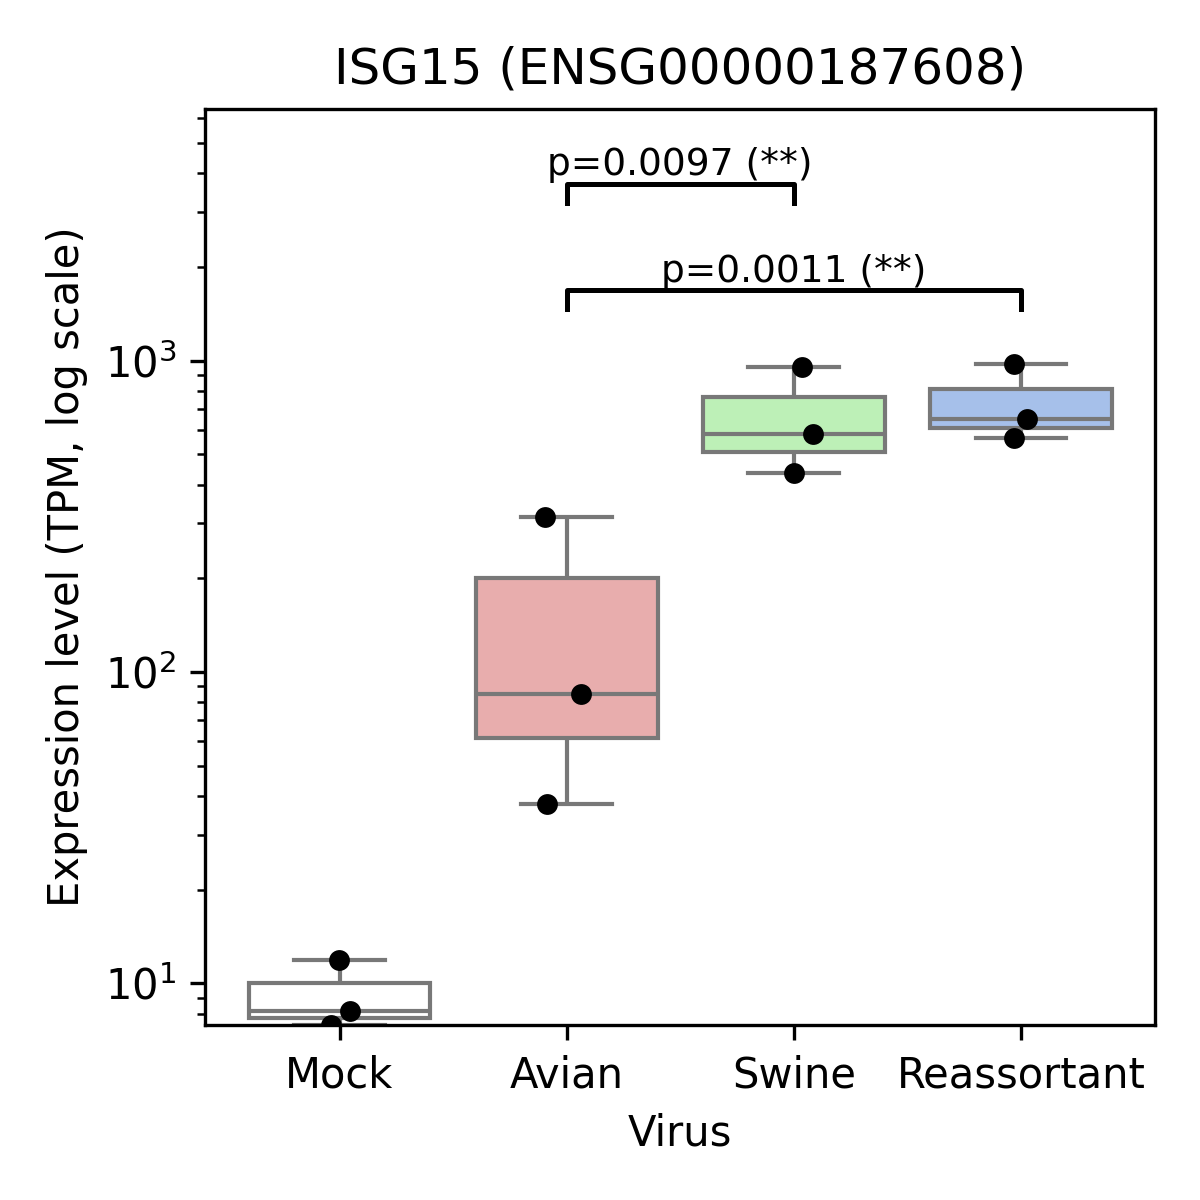 ISG15 (ENSG00000187608)
p=0.0097 (**)
p=0.0011 (**)
Expression level (TPM, log scale)
10³
10²
10¹
Mock Avian Swine Reassortant
Virus